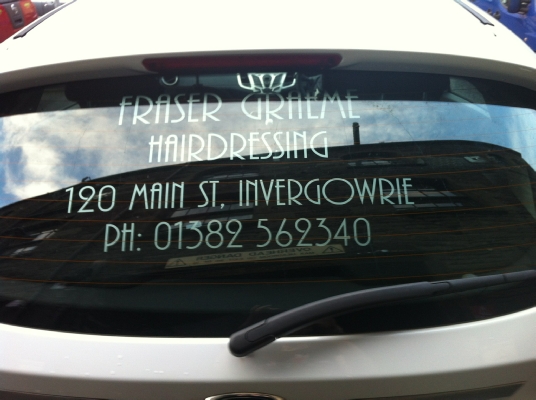 FRASER GRAEME
HAIRDRESSING
120 MAIN ST, INVERGOWRIE
PH: 01382 562340